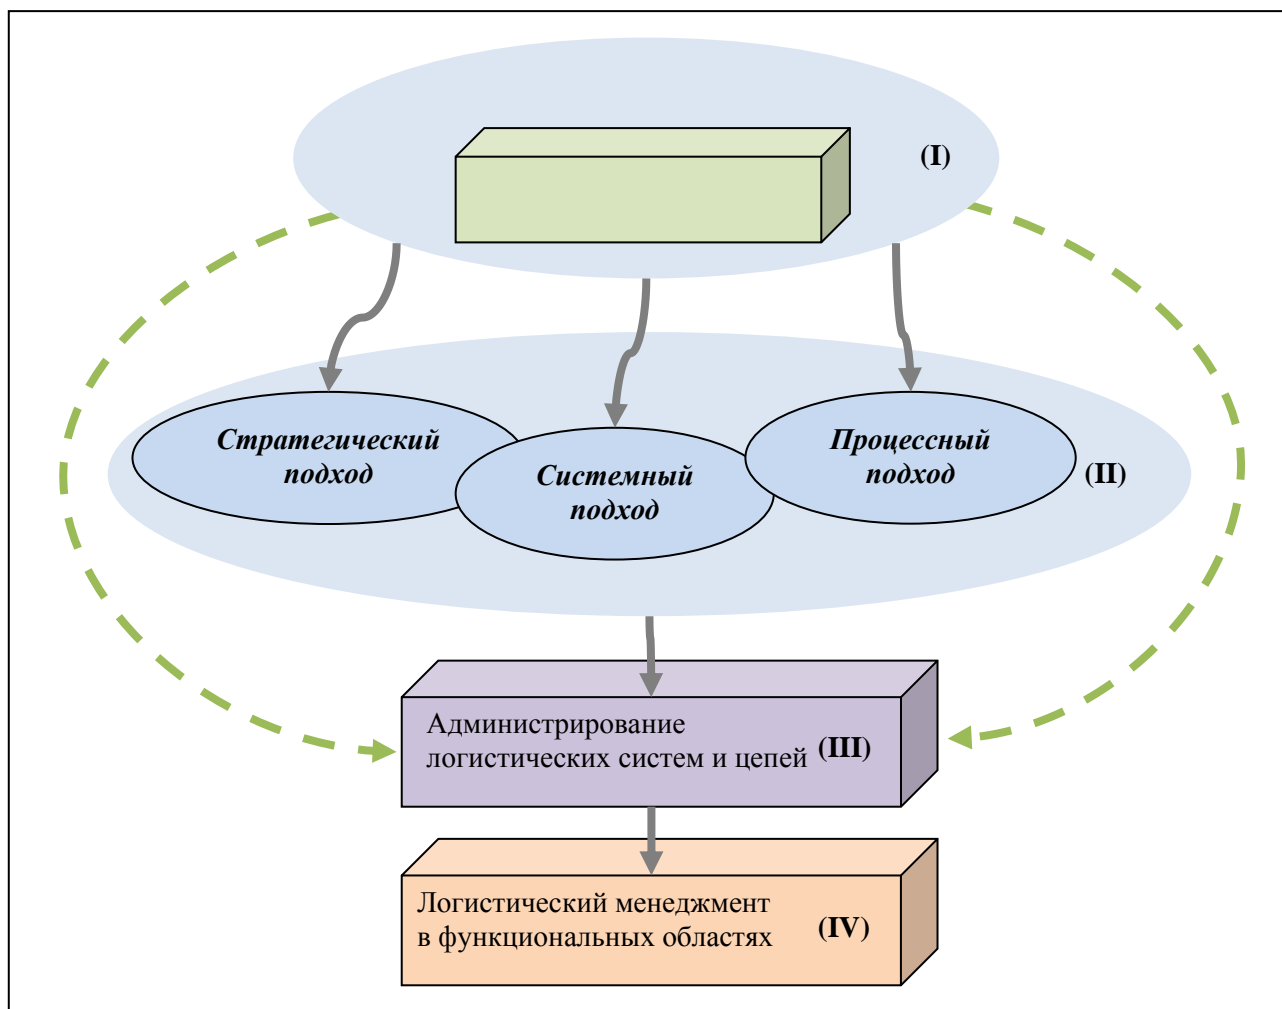 (I)
Стратегический
подход
Системный
подход
Процессный
подход
(II)
Администрирование
логистических систем и цепей
(III)
Логистический менеджмент
в функциональных областях
(IV)